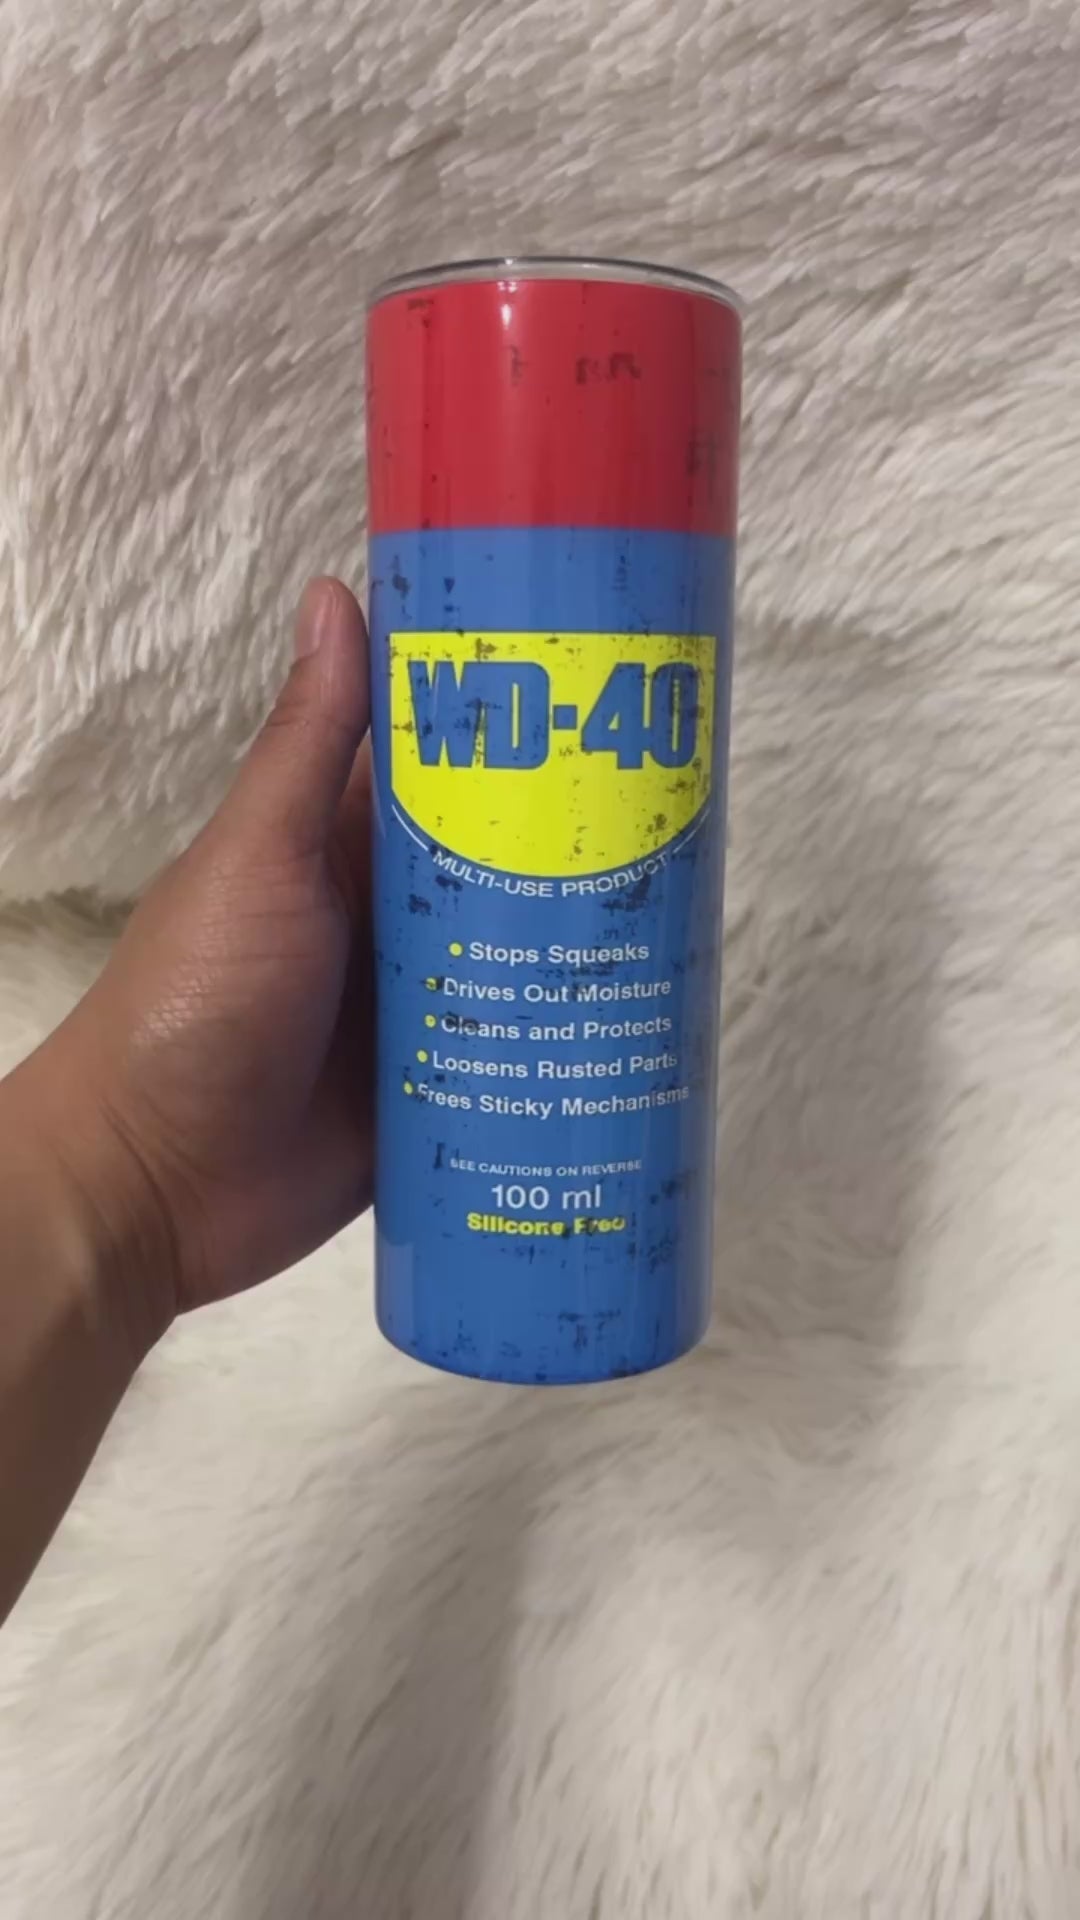 WD-40
MULTI-USE PRODUCT
• Stops Squeaks
• Drives Out Moisture
• Cleans and Protects
• Loosens Rusted Parts
• Frees Sticky Mechanisms
SEE CAUTIONS ON REVERSE
100 ml
Silicone Free